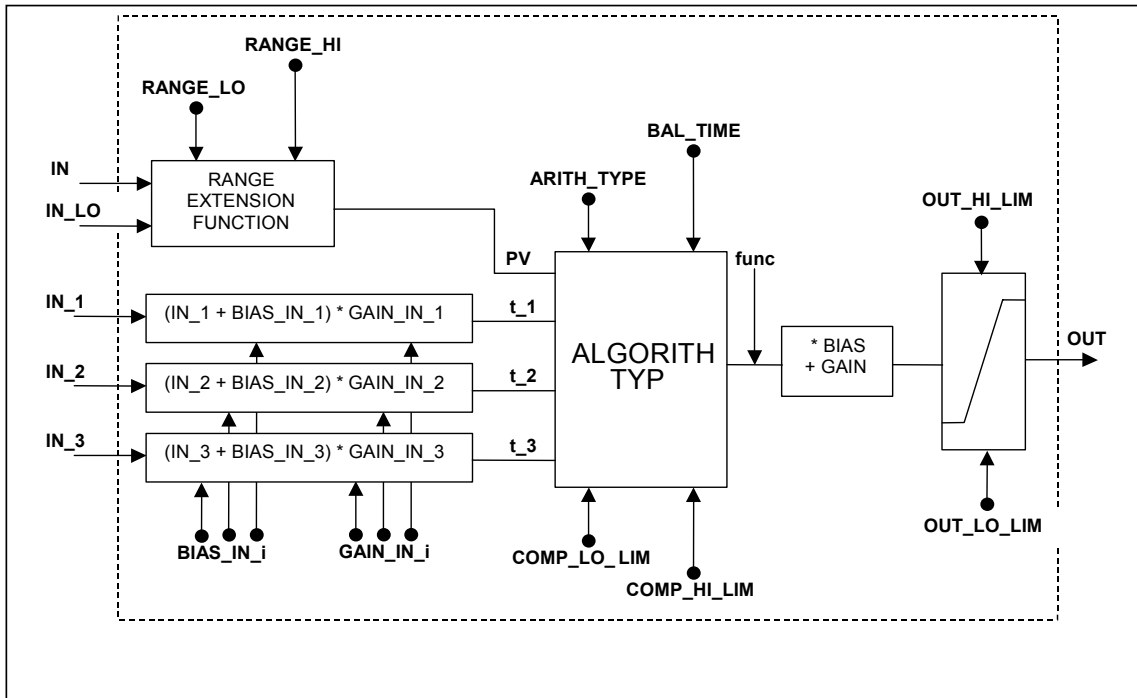 RANGE_HI
RANGE_LO
BAL_TIME
IN
RANGE
EXTENSION
FUNCTION
ARITH_TYPE
IN_LO
OUT_HI_LIM
PV
func
IN_1
(IN_1 + BIAS_IN_1) * GAIN_IN_1
t_1
ALGORITH
TYP
* BIAS
+ GAIN
OUT
IN_2
(IN_2 + BIAS_IN_2) * GAIN_IN_2
t_2
IN_3
(IN_3 + BIAS_IN_3) * GAIN_IN_3
t_3
OUT_LO_LIM
BIAS_IN_i
GAIN_IN_i
COMP_LO_LIM
COMP_HI_LIM